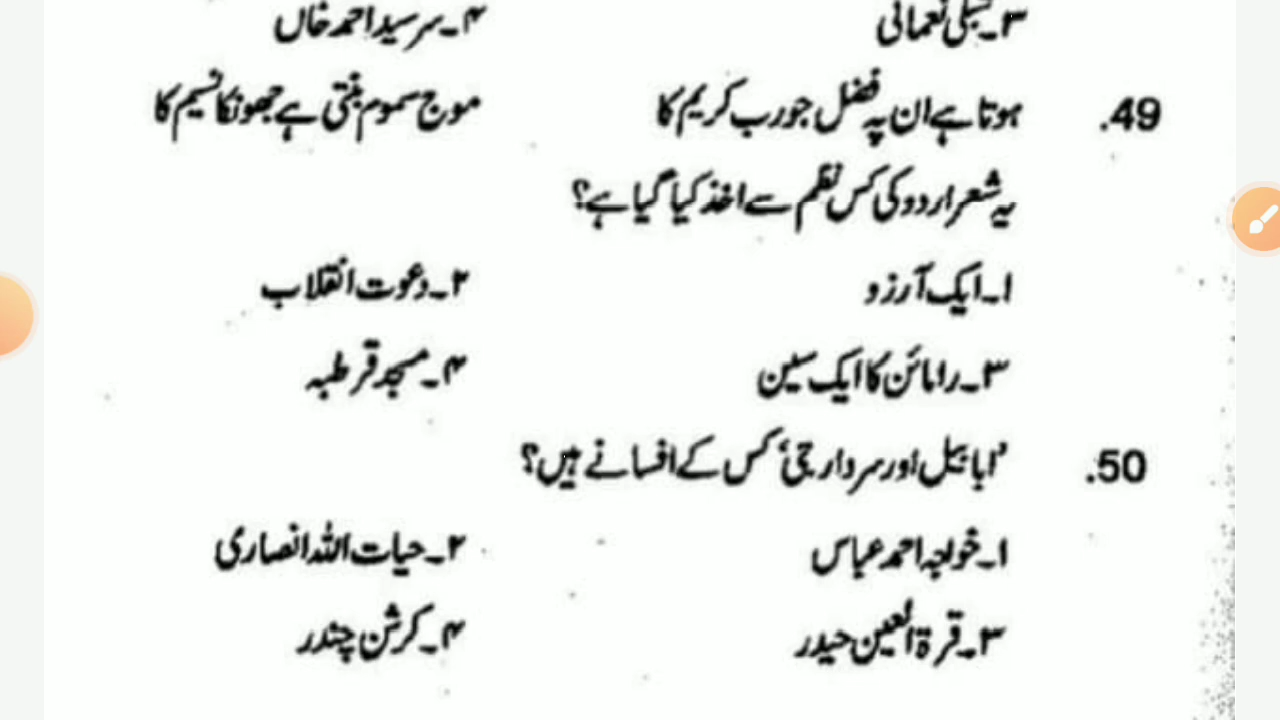 ۳۔شبلی نعمانی ۴۔سرسید احمد خاں
49. ہوتا ہے ان پہ فضل جو رب کریم کا موج سموم بنتی ہے جھونکا نسیم کا
یہ شعر اردو کی کس نظم سے اخذ کیا گیا ہے؟
۱۔ایک آرزو ۲۔دعوت انقلاب
۳۔رامائن کا ایک سین ۴۔مسجد قرطبہ
50. ’ابابیل اور سردار جی‘ کس کے افسانے ہیں؟
۱۔خواجہ احمد عباس ۲۔حیات اللہ انصاری
۳۔قرۃ العین حیدر ۴۔کرشن چندر